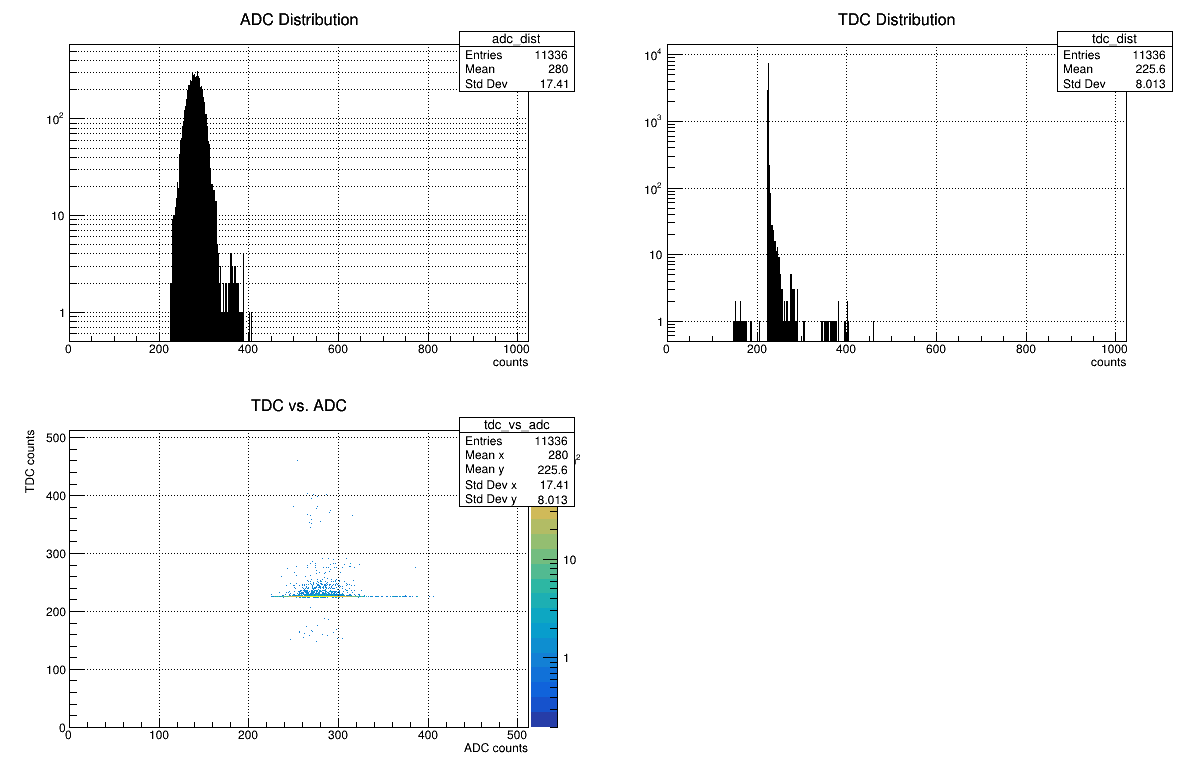 ADC Distribution
adc_dist
Entries 11336
Mean 280
Std Dev 17.41
10²
10
1
0 200 400 600 800 1000
counts
TDC Distribution
tdc_dist
Entries 11336
Mean 225.6
Std Dev 8.013
10⁴
10³
10²
10
1
0 200 400 600 800 1000
counts
TDC vs. ADC
tdc_vs_adc
Entries 11336
Mean x 280
Mean y 225.6
Std Dev x 17.41
Std Dev y 8.013
TDC counts
500
400
300
200
100
0
0 100 200 300 400 500
ADC counts
2
10
1